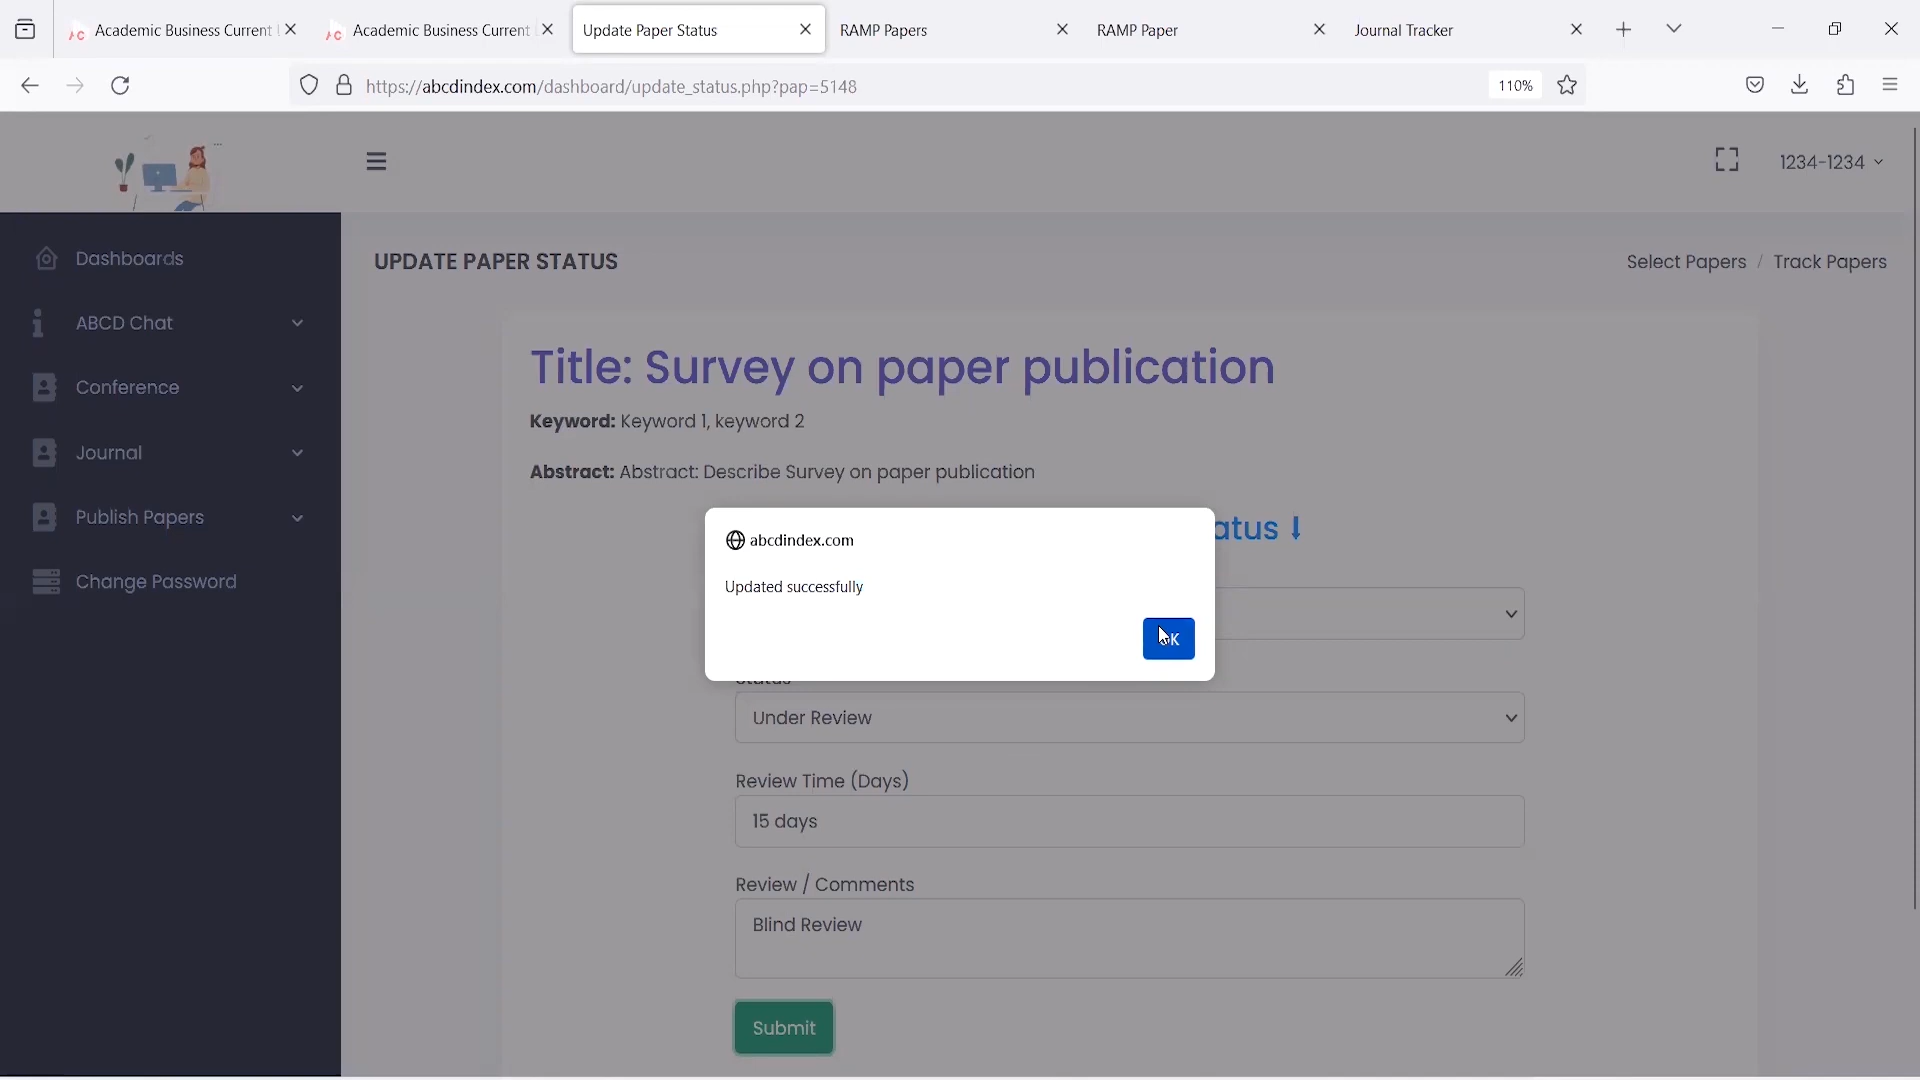 Academic Business Current
Academic Business Current
Update Paper Status
RAMP Papers
RAMP Paper
Journal Tracker
https://abcdindex.com/dashboard/update_status.php?pap=5148
110%
1234-1234
Dashboards
ABCD Chat
Conference
Journal
Publish Papers
Change Password
UPDATE PAPER STATUS
Select Papers / Track Papers
Title: Survey on paper publication
Keyword: Keyword 1, keyword 2
Abstract: Abstract: Describe Survey on paper publication
abcdindex.com
Updated successfully
Under Review
Review Time (Days)
15 days
Review / Comments
Blind Review
Submit